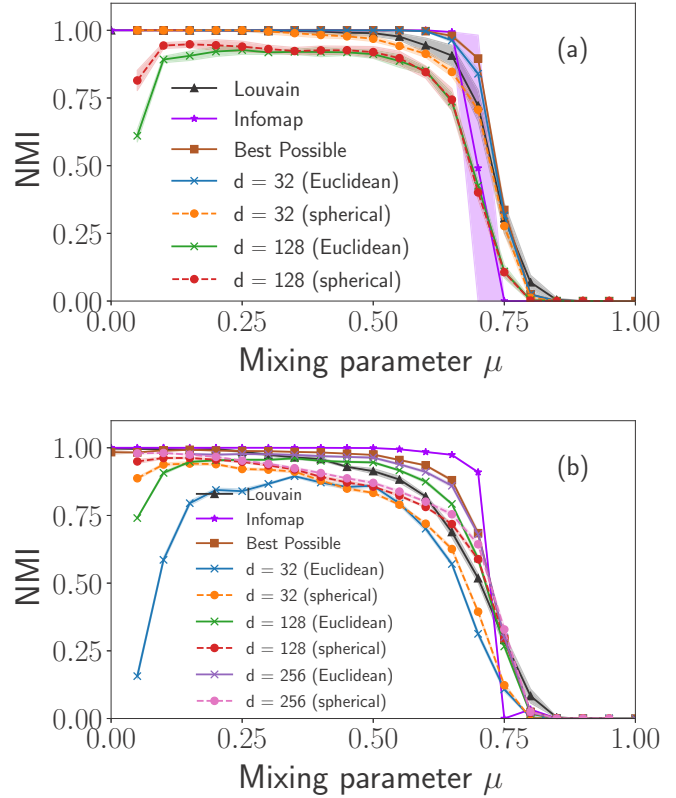 (a)
1.00
0.75
0.50
0.25
0.00
NMI
Louvain
Infomap
Best Possible
d = 32 (Euclidean)
d = 32 (spherical)
d = 128 (Euclidean)
d = 128 (spherical)
0.00 0.25 0.50 0.75 1.00
Mixing parameter μ
(b)
1.00
0.75
0.50
0.25
0.00
NMI
Louvain
Infomap
Best Possible
d = 32 (Euclidean)
d = 32 (spherical)
d = 128 (Euclidean)
d = 128 (spherical)
d = 256 (Euclidean)
d = 256 (spherical)
0.00 0.25 0.50 0.75 1.00
Mixing parameter μ